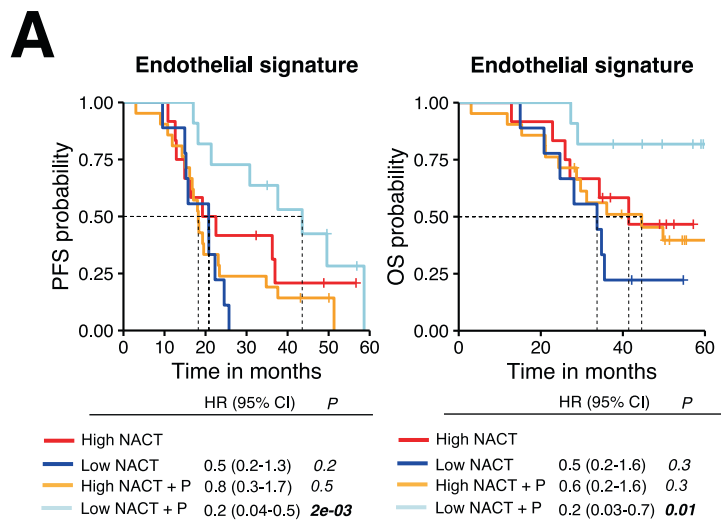 A
Endothelial signature
PFS probability
1.00
0.75
0.50
0.25
0.00
0 10 20 30 40 50 60
Time in months
HR (95% CI) P
High NACT
Low NACT 0.5 (0.2-1.3) 0.2
High NACT + P 0.8 (0.3-1.7) 0.5
Low NACT + P 0.2 (0.04-0.5) 2e-03
Endothelial signature
OS probability
1.00
0.75
0.50
0.25
0.00
0 20 40 60
Time in months
HR (95% CI) P
High NACT
Low NACT 0.5 (0.2-1.6) 0.3
High NACT + P 0.6 (0.2-1.6) 0.3
Low NACT + P 0.2 (0.03-0.7) 0.01